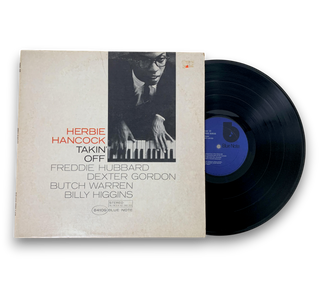 HERBIE
HANCOCK
TAKIN'
OFF
FREDDIE HUBBARD
DEXTER GORDON
BUTCH WARREN
BILLY HIGGINS